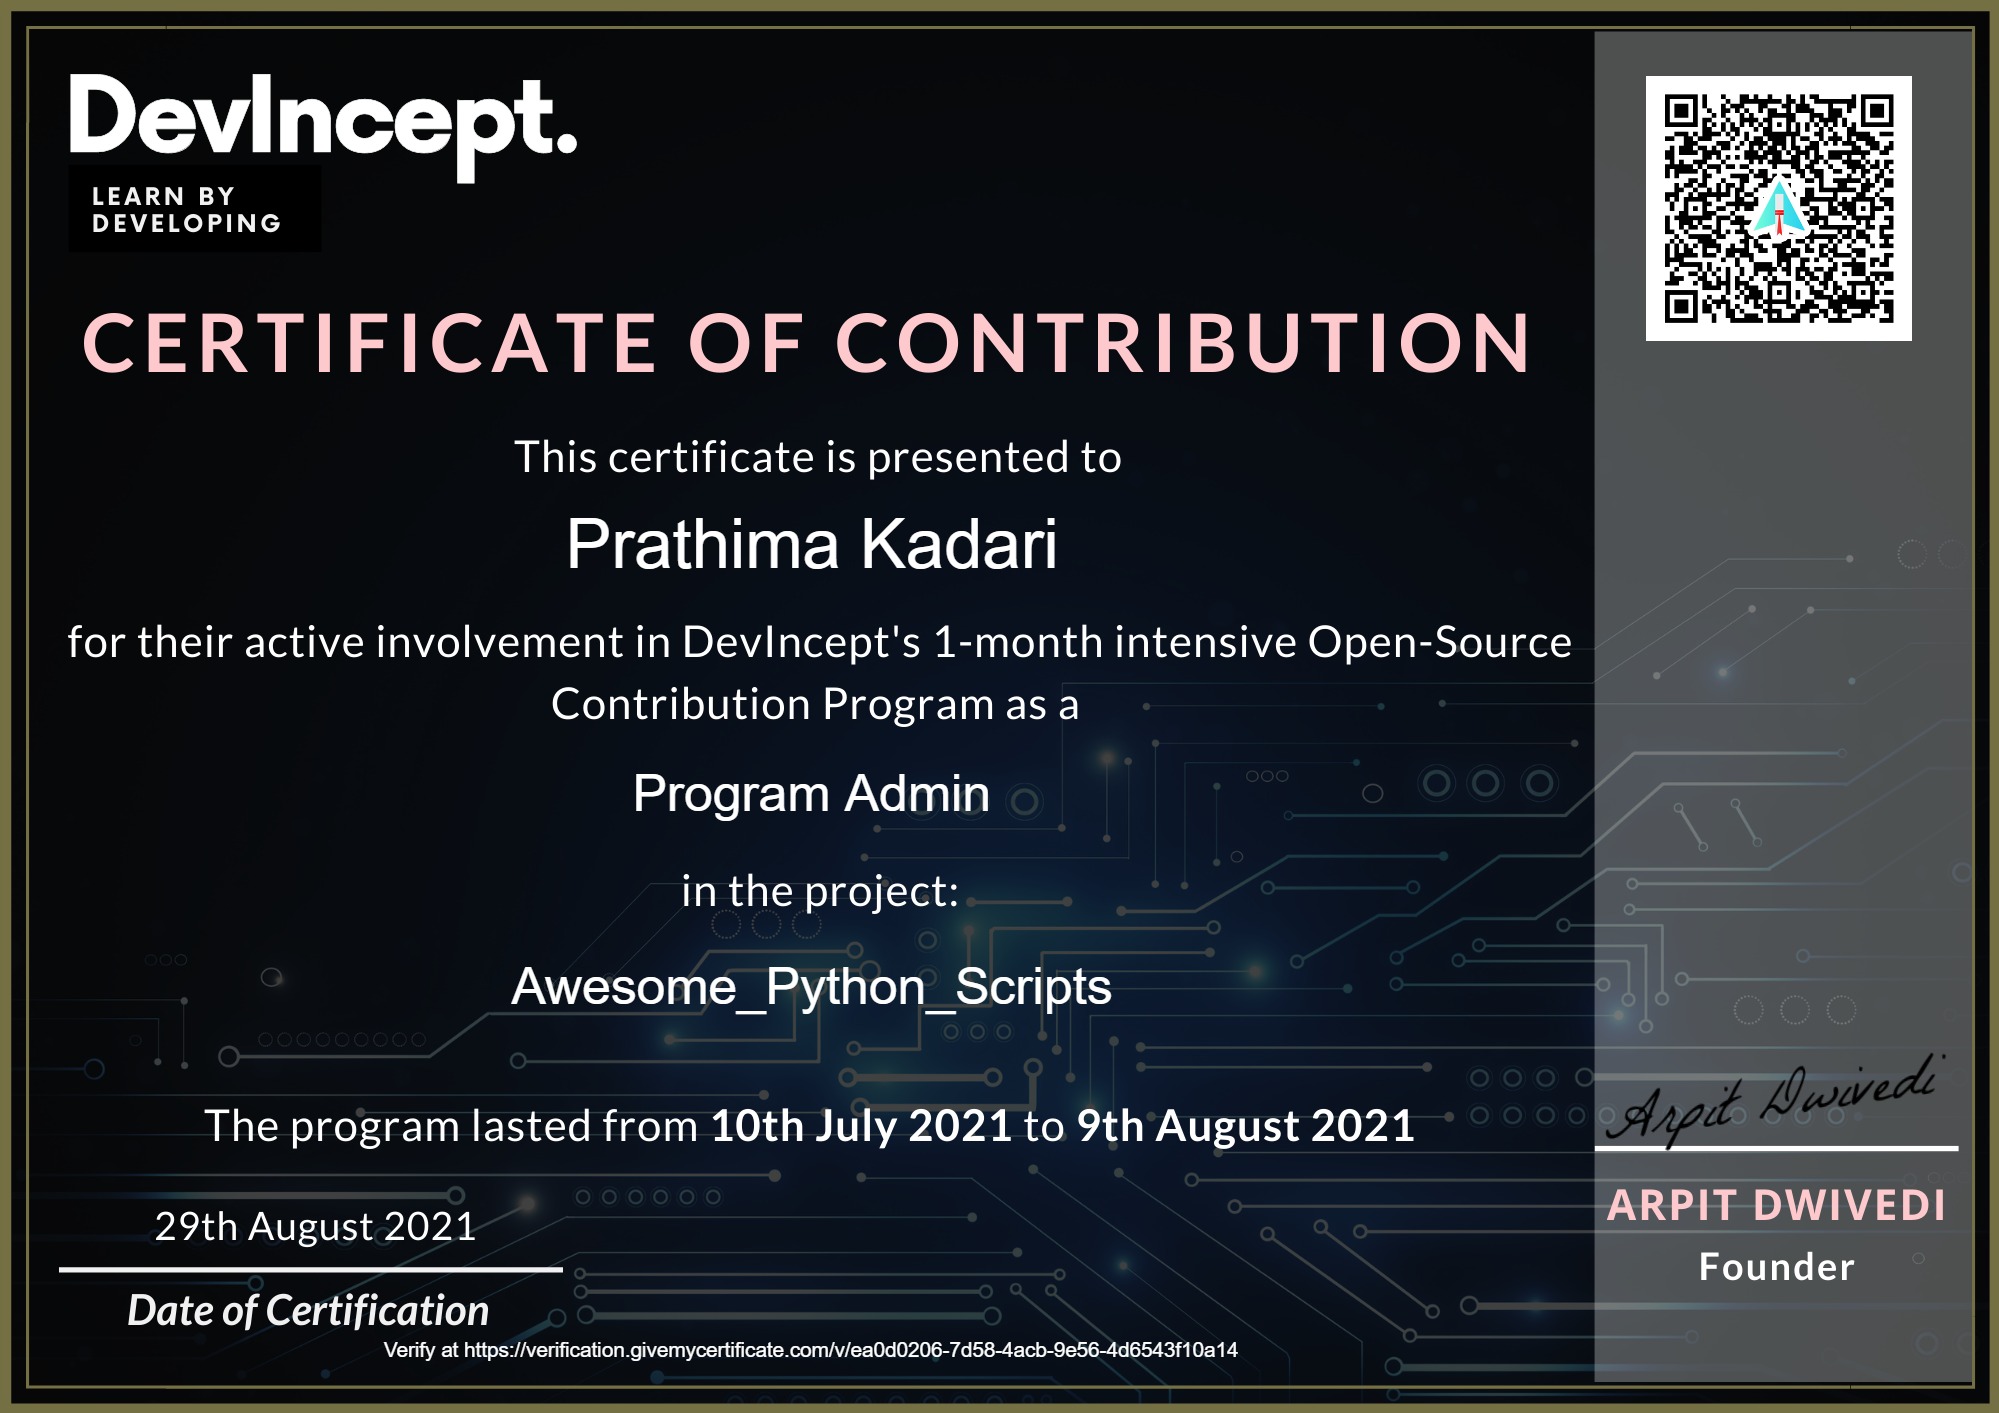 DevIncept.
LEARN BY
DEVELOPING
CERTIFICATE OF CONTRIBUTION
This certificate is presented to
Prathima Kadari
for their active involvement in DevIncept's 1-month intensive Open-Source
Contribution Program as a
Program Admin
in the project:
Awesome_Python_Scripts
The program lasted from 10th July 2021 to 9th August 2021
29th August 2021
Date of Certification
Arpit Dwivedi
ARPIT DWIVEDI
Founder
Verify at https://verification.givemycertificate.com/v/ea0d0206-7d58-4acb-9e56-4d6543f10a14